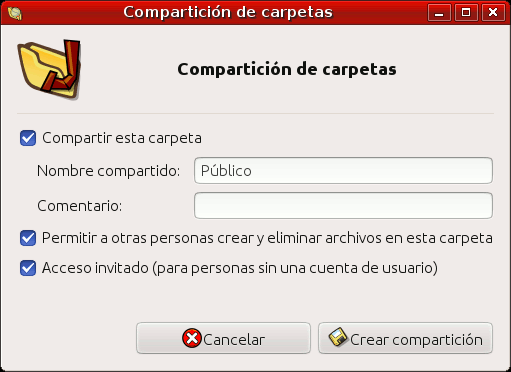 Compartición de carpetas
Compartición de carpetas
Compartir esta carpeta
Nombre compartido: Público
Comentario:
Permitir a otras personas crear y eliminar archivos en esta carpeta
Acceso invitado (para personas sin una cuenta de usuario)
Cancelar Crear compartición